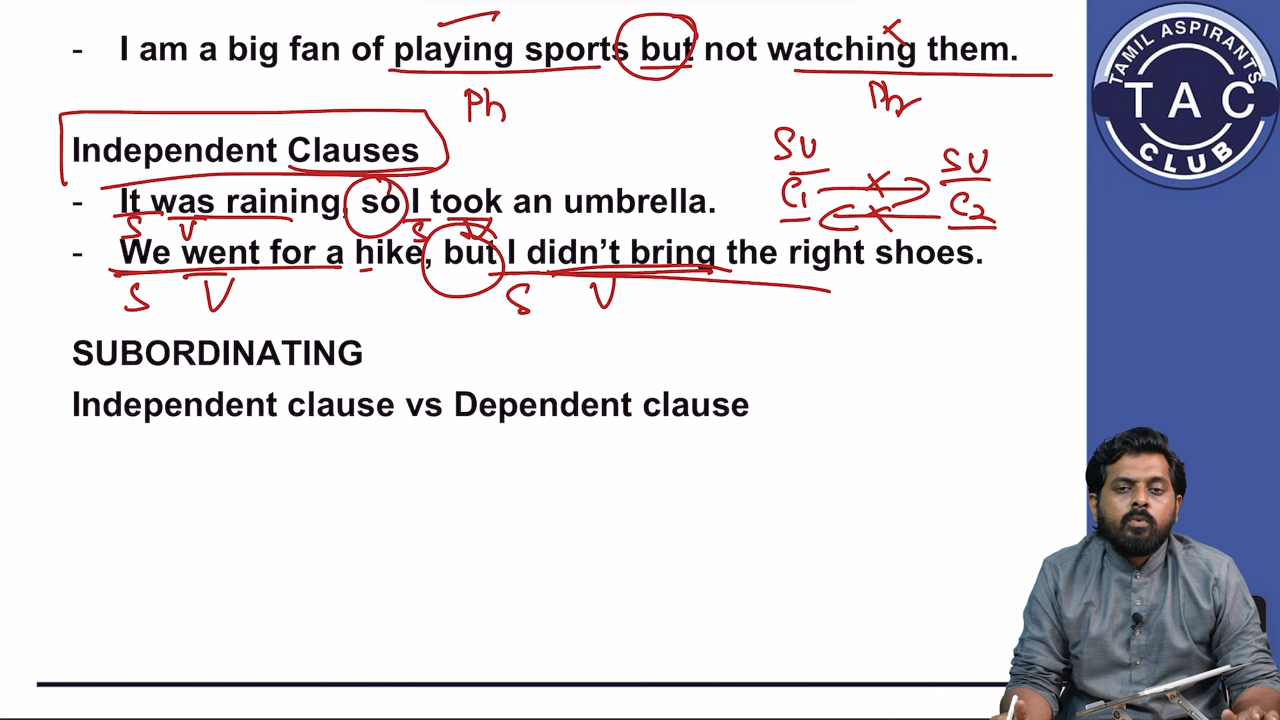 - I am a big fan of playing sports but not watching them.
Ph Ph
Independent Clauses
SV SV
- It was raining, so I took an umbrella.
C1 C2
S V S V
- We went for a hike, but I didn't bring the right shoes.
S V S V
SUBORDINATING
Independent clause vs Dependent clause
TAMIL ASPIRANTS
TAC
CLUB